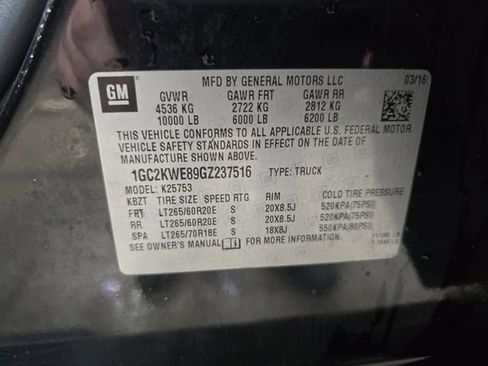 GM
MFD BY GENERAL MOTORS LLC 03/16
GVWR GAWR FRT GAWR RR
4536 KG 2722 KG 2812 KG
10000 LB 6000 LB 6200 LB
THIS VEHICLE CONFORMS TO ALL APPLICABLE U.S. FEDERAL MOTOR
VEHICLE SAFETY STANDARDS IN EFFECT ON THE DATE OF
MANUFACTURE SHOWN ABOVE.
1GC2KWE89GZ237516 TYPE: TRUCK
MODEL: K25753
KBZT TIRE SIZE SPEED RTG RIM COLD TIRE PRESSURE
FRT LT265/60R20E S 20X8.5J 520KPA(75PSI)
RR LT265/60R20E S 20X8.5J 520KPA(75PSI)
SPA LT265/70R18E S 18X8J 550KPA(80PSI)
SEE OWNER'S MANUAL FOR MORE INFORMATION